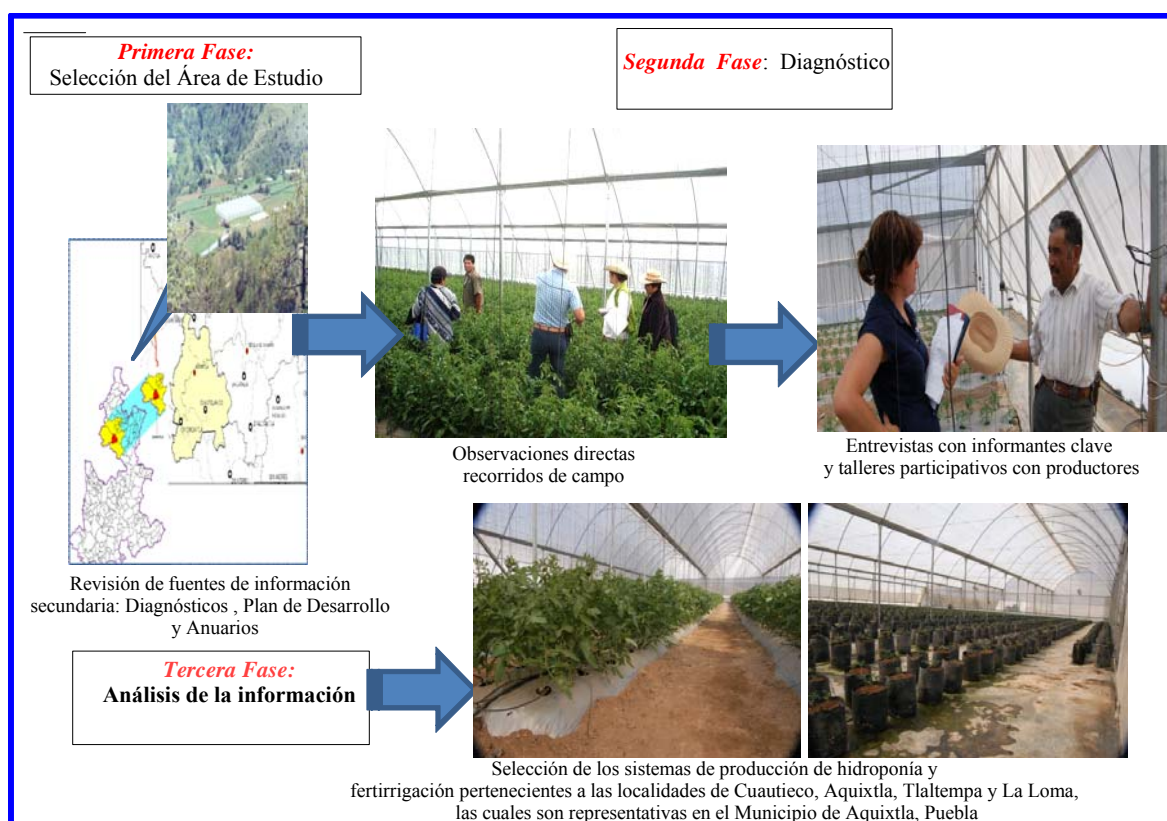 Primera Fase:
Selección del Área de Estudio
Segunda Fase: Diagnóstico
Observaciones directas
recorridos de campo
Entrevistas con informantes clave
y talleres participativos con productores
Revisión de fuentes de información
secundaria: Diagnósticos , Plan de Desarrollo
y Anuarios
Tercera Fase:
Análisis de la información
Selección de los sistemas de producción de hidroponía y
fertirrigación pertenecientes a las localidades de Cuautieco, Aquixtla, Tlaltempa y La Loma,
las cuales son representativas en el Municipio de Aquixtla, Puebla